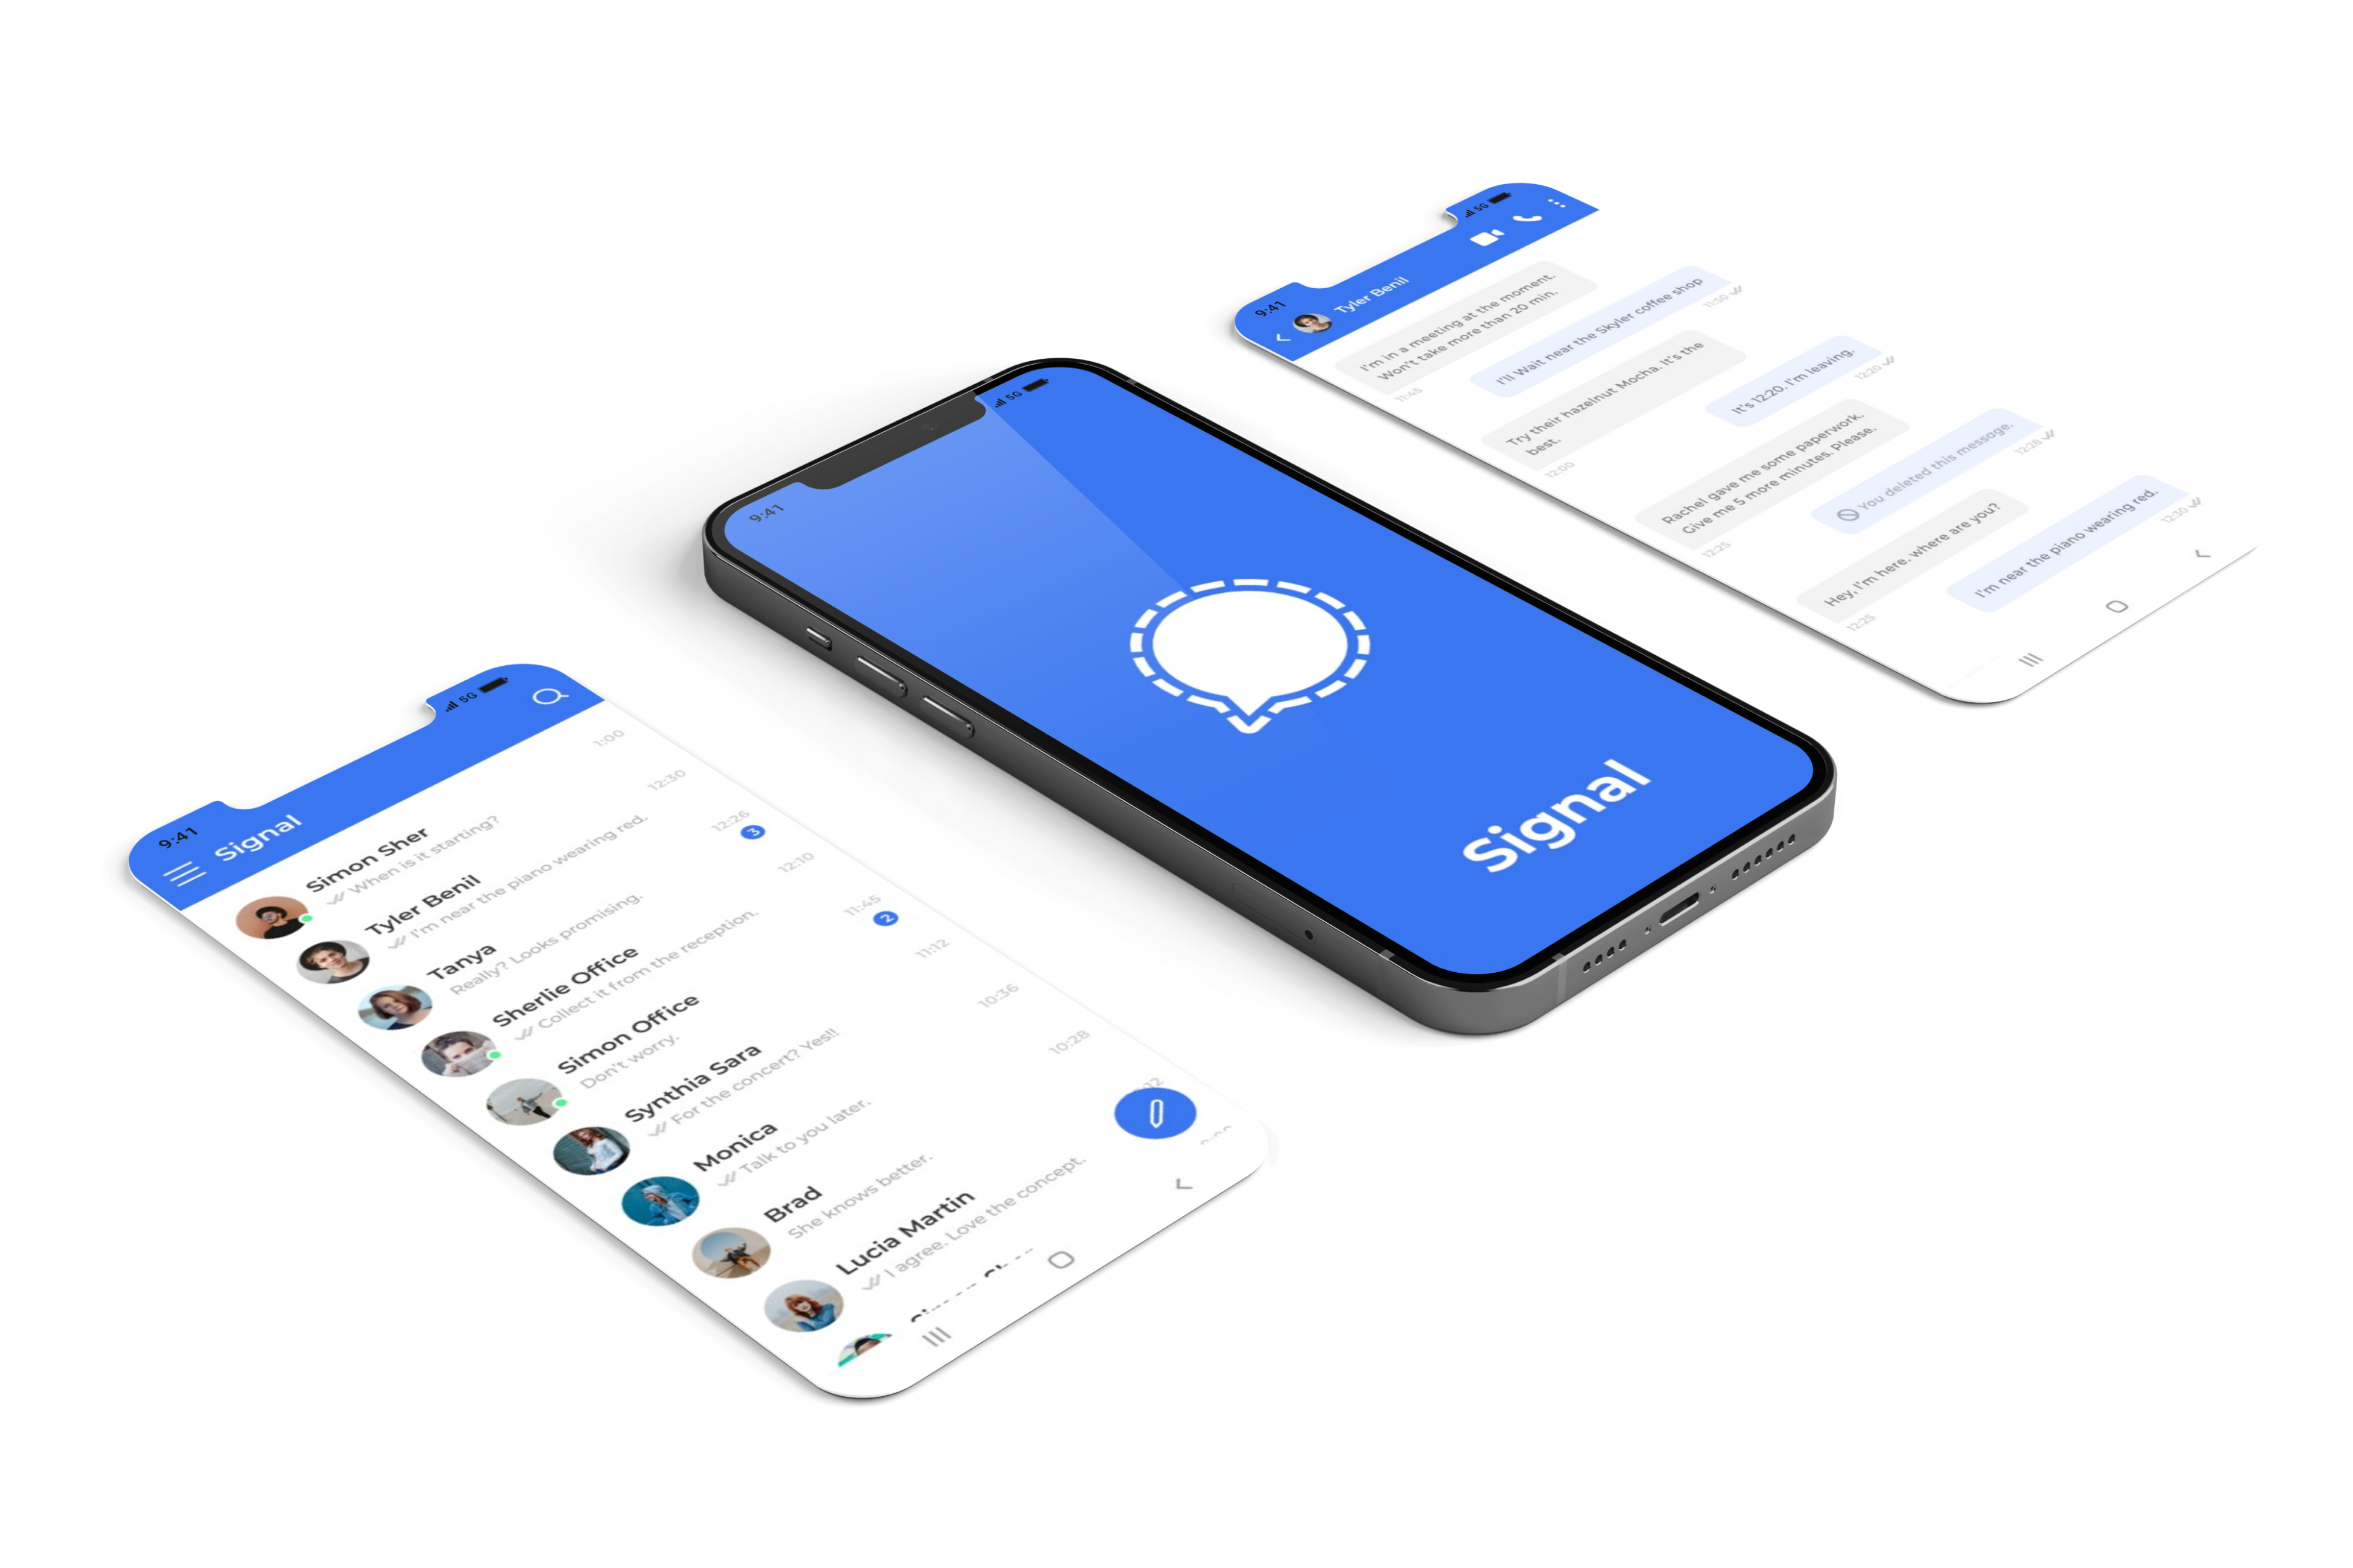 9:41
5G
Signal
Simon Sher
When is it starting?
1:00
Tyler Benil
I'm near the piano wearing red.
12:30
Tanya
Really? Looks promising.
12:26
3
Sherlie Office
Collect it from the reception.
12:10
Simon Office
Don't worry.
11:45
2
Synthia Sara
For the concert? Yes!!
11:12
Monica
Talk to you later.
10:36
Brad
She knows better.
10:28
Lucia Martin
I agree. Love the concept.
9:41
5G
Signal
9:41
5G
Tyler Benil
I'm in a meeting at the moment.
Won't take more than 20 min.
11:45
I'll Wait near the Skyler coffee shop
11:50
Try their hazelnut Mocha, it's the
best.
12:00
It's 12:20. I'm leaving.
12:20
Rachel gave me some paperwork.
Give me 5 more minutes. Please.
12:25
You deleted this message.
12:28
Hey, I'm here. where are you?
12:25
I'm near the piano wearing red.
12:30